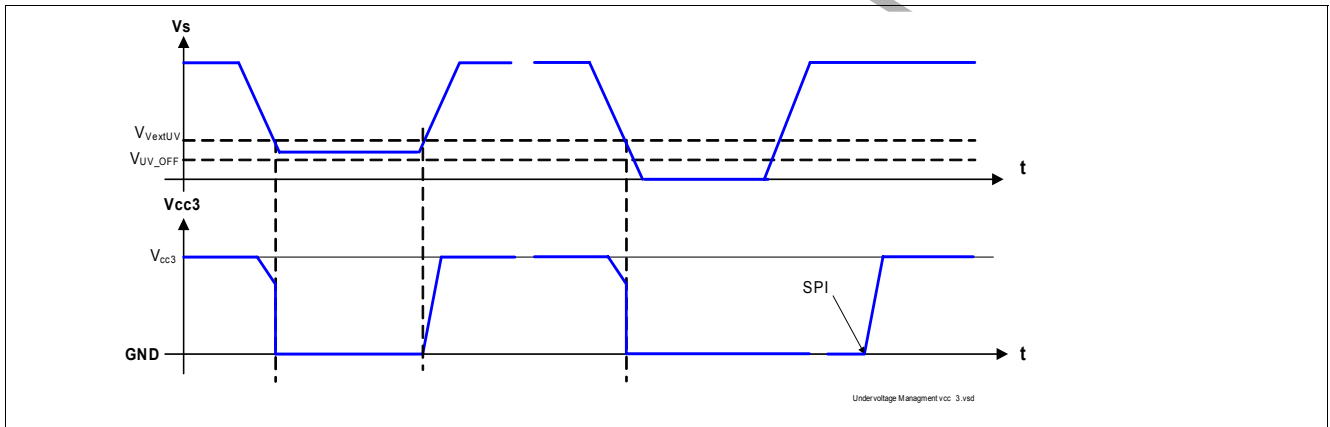 Vs
VVextUV
VUV_OFF
t
Vcc3
Vcc3
SPI
GND
t
Undervoltage Managment vcc 3.vsd